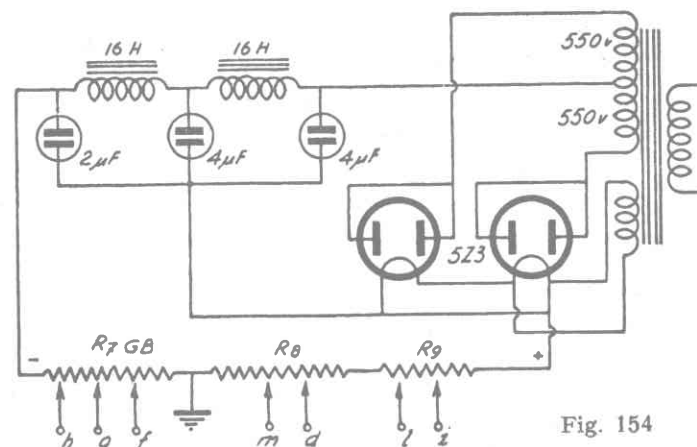 16 H 16 H
550v
550v
2µF 4µF 4µF
5Z3
- R7 GB R8 R9 +
h g f m d l i
Fig. 154